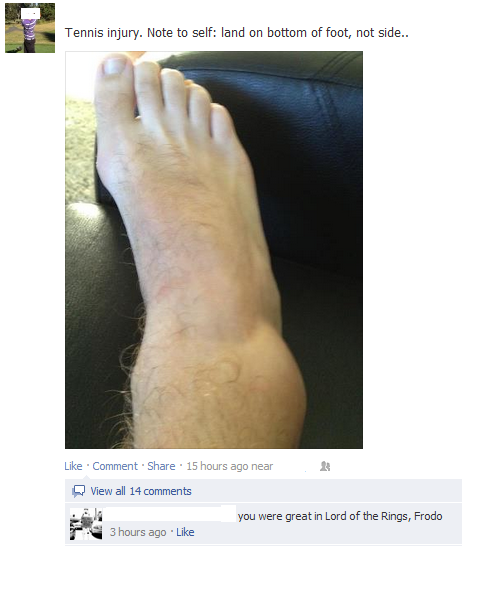 Tennis injury. Note to self: land on bottom of foot, not side..
Like · Comment · Share · 15 hours ago near
View all 14 comments
you were great in Lord of the Rings, Frodo
3 hours ago · Like